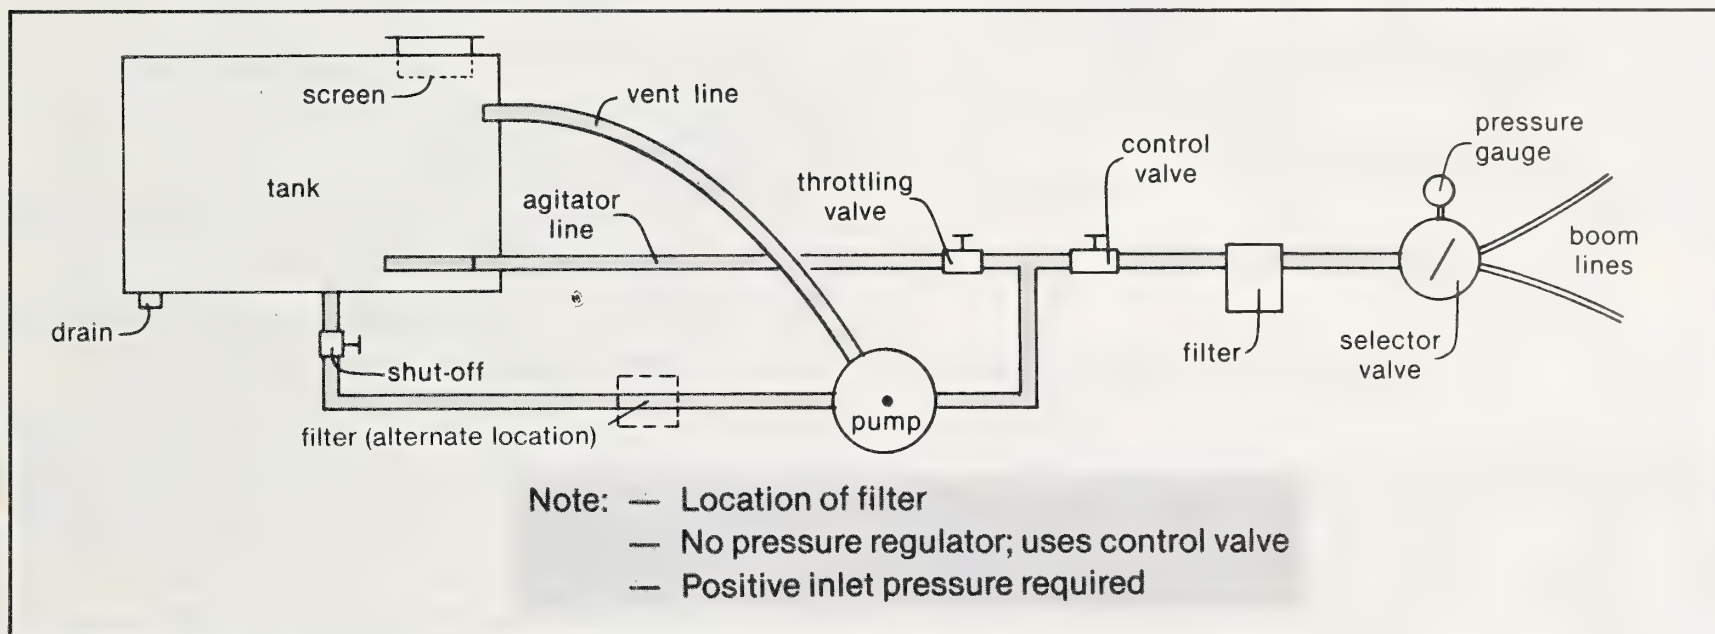 screen
vent line
tank
agitator
line
throttling
valve
control
valve
pressure
gauge
boom
lines
drain
shut-off
filter
selector
valve
filter (alternate location)
pump
Note: — Location of filter
— No pressure regulator; uses control valve
— Positive inlet pressure required